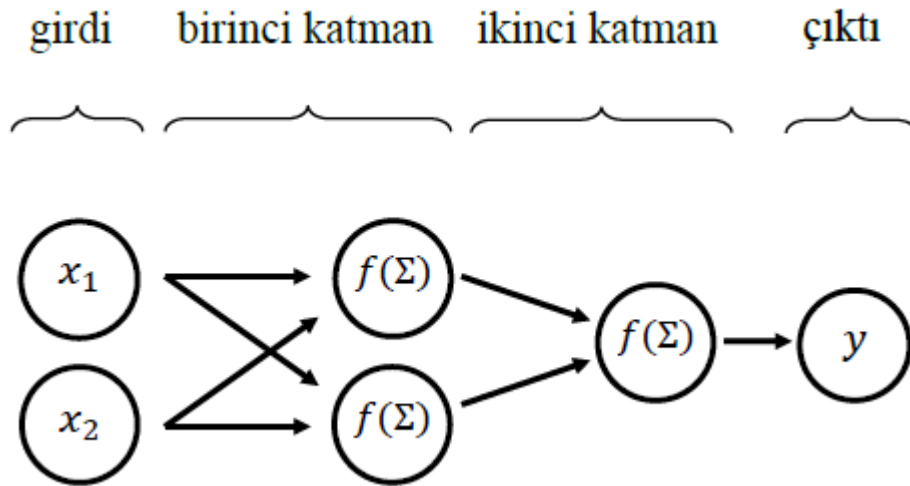 girdi birinci katman ikinci katman çıktı
x₁ f(Σ)
f(Σ) y
x₂ f(Σ)